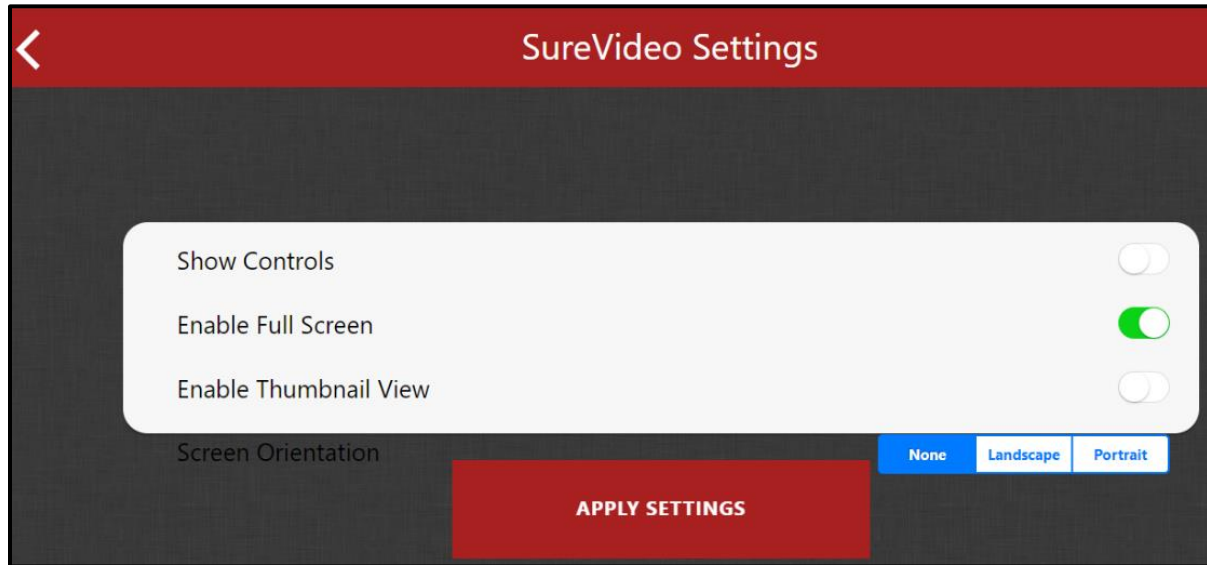 SureVideo Settings
Show Controls
Enable Full Screen
Enable Thumbnail View
Screen Orientation
None Landscape Portrait
APPLY SETTINGS